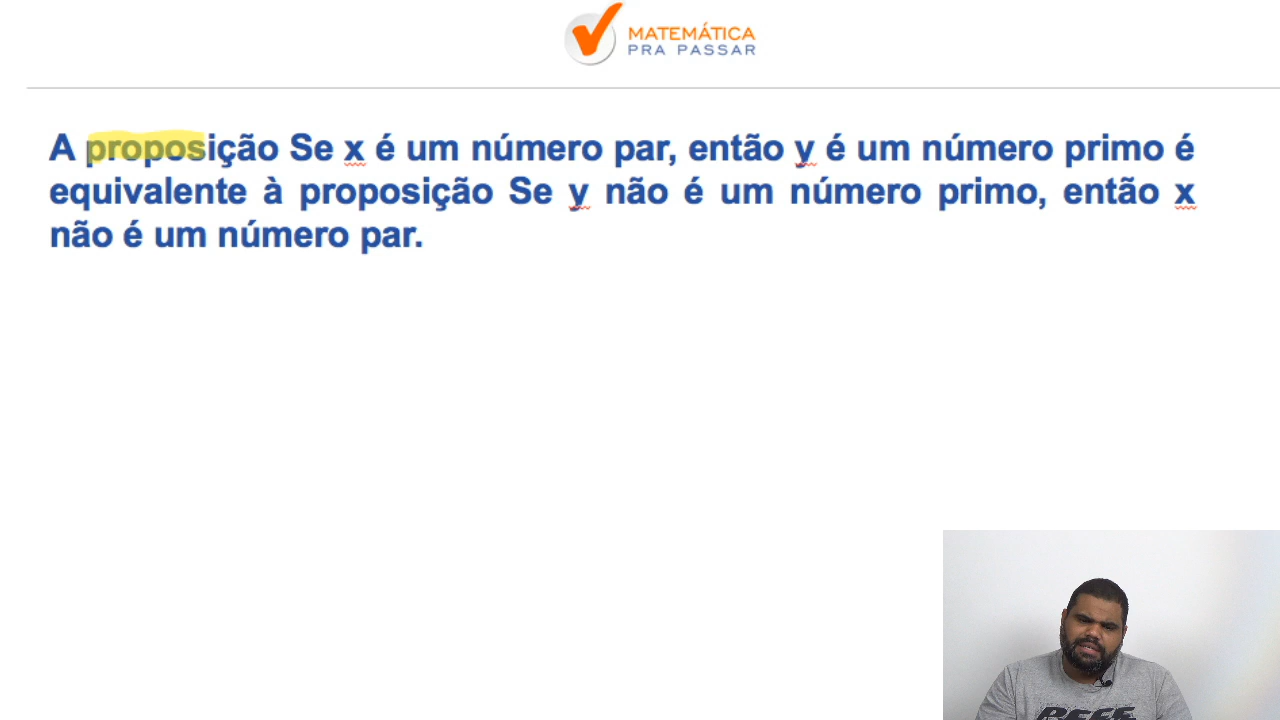 MATEMÁTICA
PRA PASSAR
A proposição Se x é um número par, então y é um número primo é
equivalente à proposição Se y não é um número primo, então x
não é um número par.